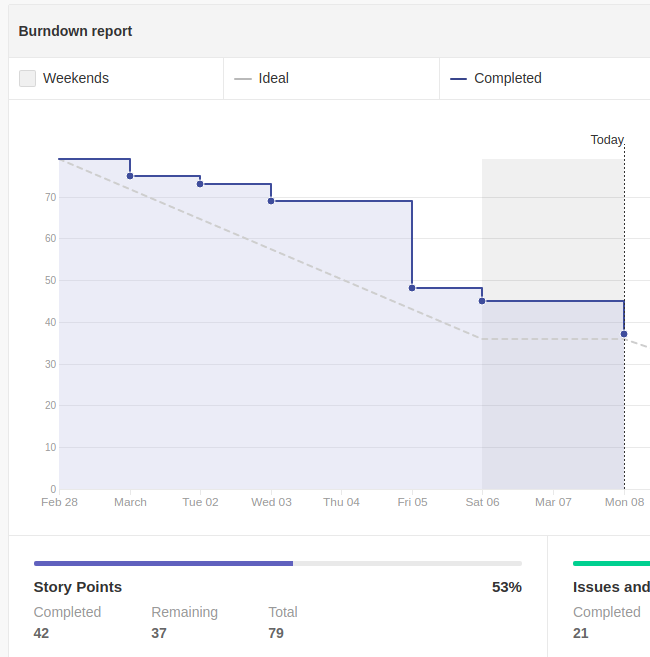 Burndown report
Weekends
Ideal
Completed
Today
70
60
50
40
30
20
10
0
Feb 28 March Tue 02 Wed 03 Thu 04 Fri 05 Sat 06 Mar 07 Mon 08
Story Points 53%
Completed Remaining Total
42 37 79
Issues and
Completed
21